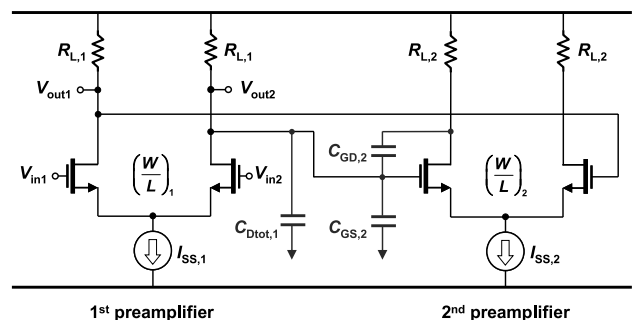 R_L,1 R_L,1 R_L,2 R_L,2
V_out1 V_out2
C_GD,2
V_in1 (W/L)_1 V_in2 (W/L)_2
C_Dtot,1 C_GS,2
I_SS,1 I_SS,2
1st preamplifier 2nd preamplifier